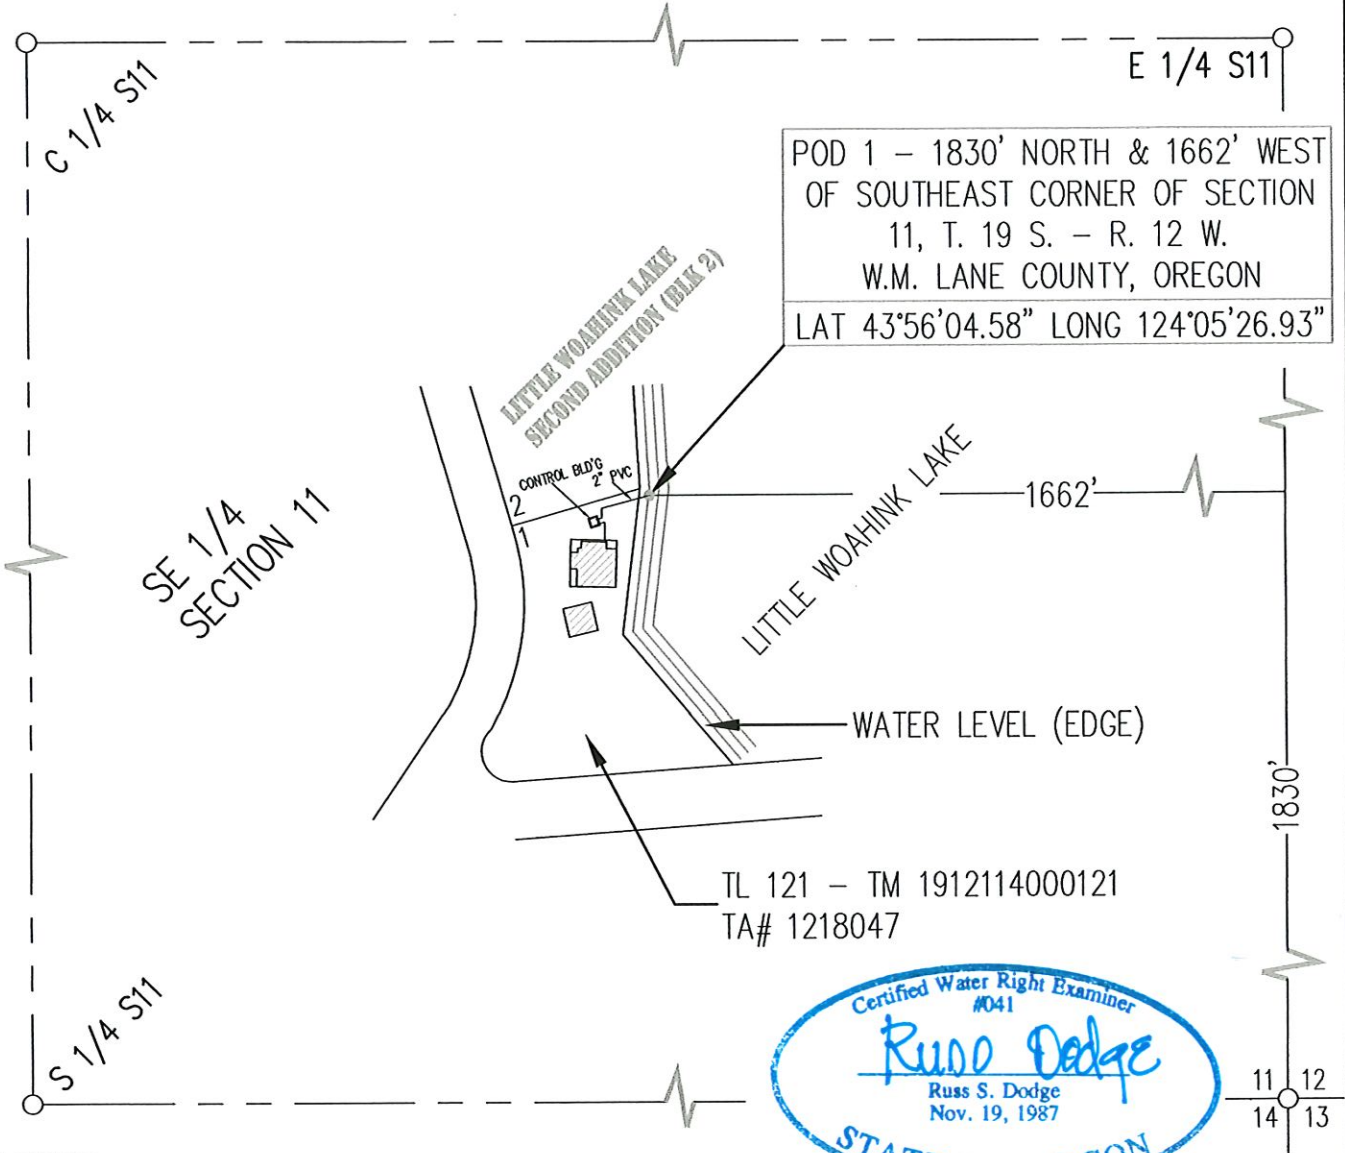 C 1/4 S11
E 1/4 S11
POD 1 – 1830' NORTH & 1662' WEST
OF SOUTHEAST CORNER OF SECTION
11, T. 19 S. – R. 12 W.
W.M. LANE COUNTY, OREGON
LAT 43°56'04.58" LONG 124°05'26.93"
LITTLE WOAHINK LAKE
SECOND ADDITION (BLK 2)
CONTROL BLD'G
2" PVC
2
1
SE 1/4
SECTION 11
LITTLE WOAHINK LAKE
1662'
WATER LEVEL (EDGE)
1830'
TL 121 – TM 1912114000121
TA# 1218047
S 1/4 S11
Certified Water Right Examiner
#041
Russ Dodge
Russ S. Dodge
Nov. 19, 1987
11 12
14 13